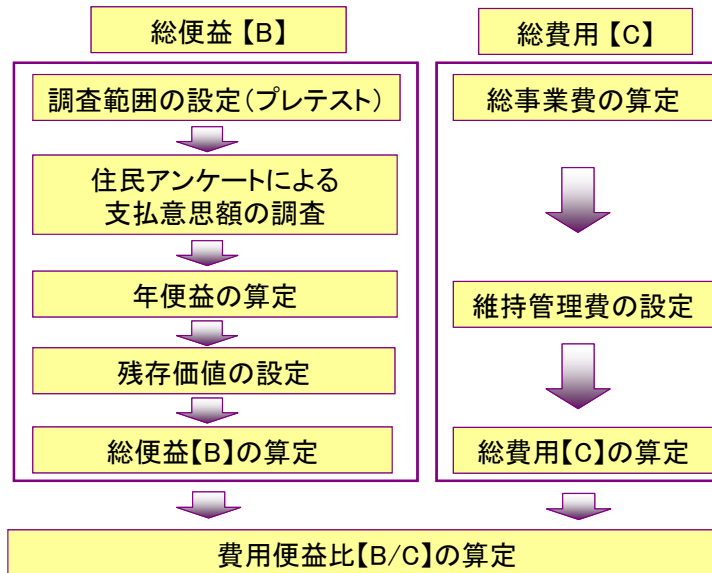 総便益【B】
調査範囲の設定(プレテスト)
住民アンケートによる
支払意思額の調査
年便益の算定
残存価値の設定
総便益【B】の算定
総費用【C】
総事業費の算定
維持管理費の設定
総費用【C】の算定
費用便益比【B/C】の算定